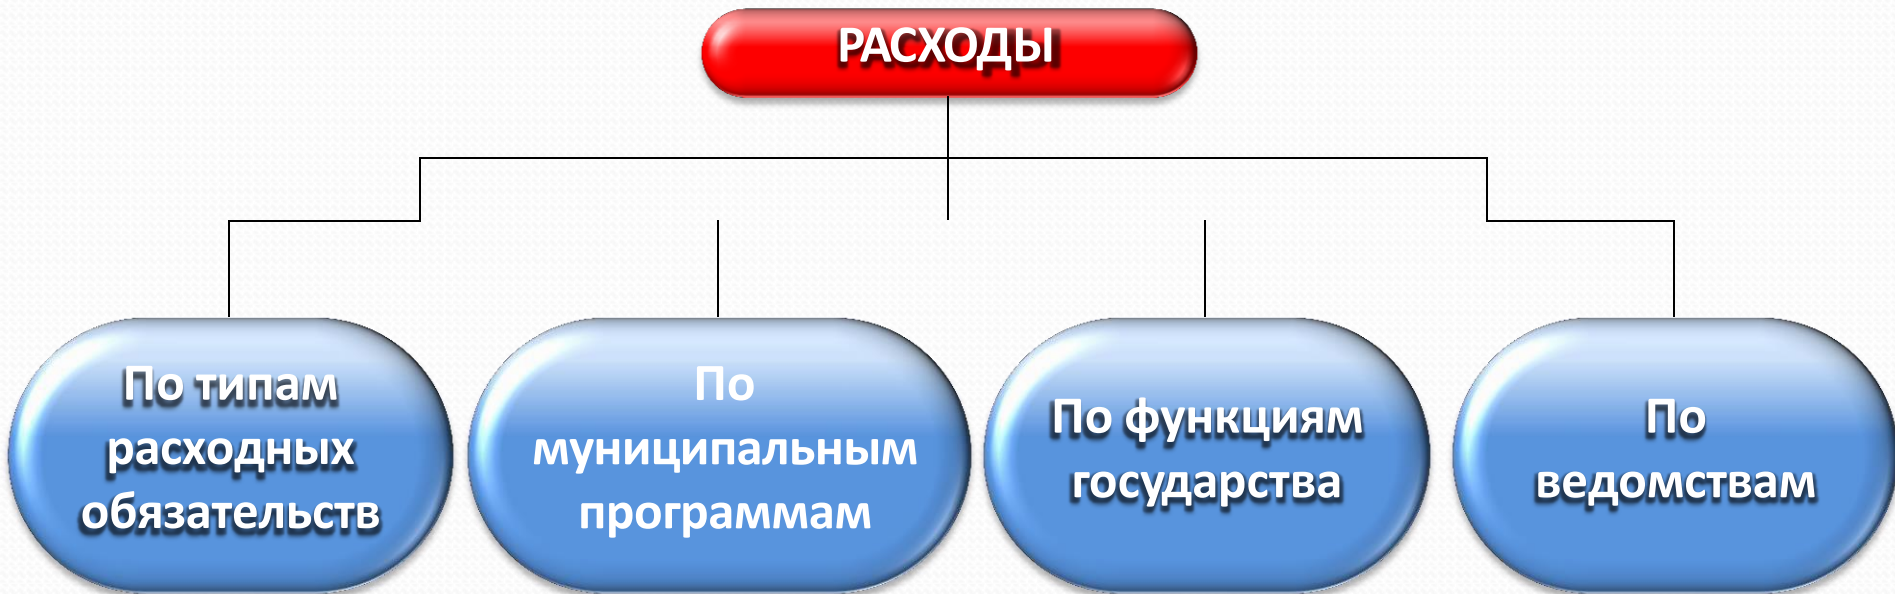 РАСХОДЫ
По типам
расходных
обязательств
По
муниципальным
программам
По функциям
государства
По
ведомствам